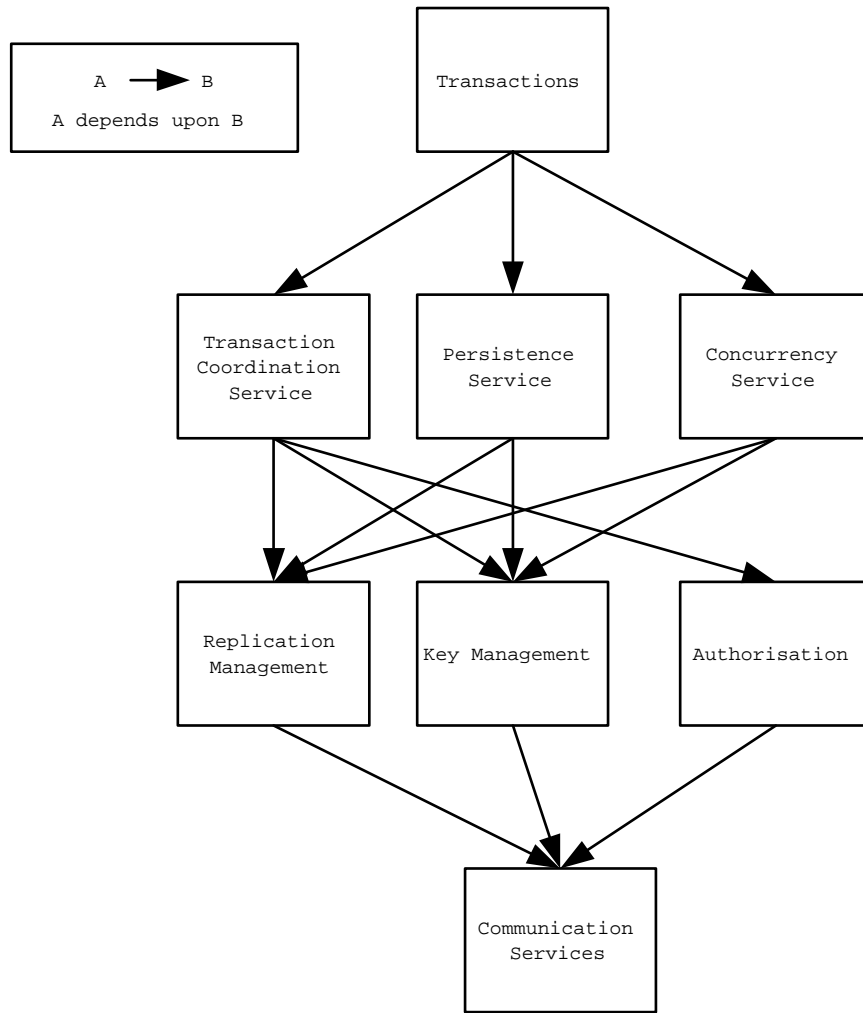 A B
A depends upon B
Transactions
Transaction
Coordination
Service
Persistence
Service
Concurrency
Service
Replication
Management
Key Management
Authorisation
Communication
Services